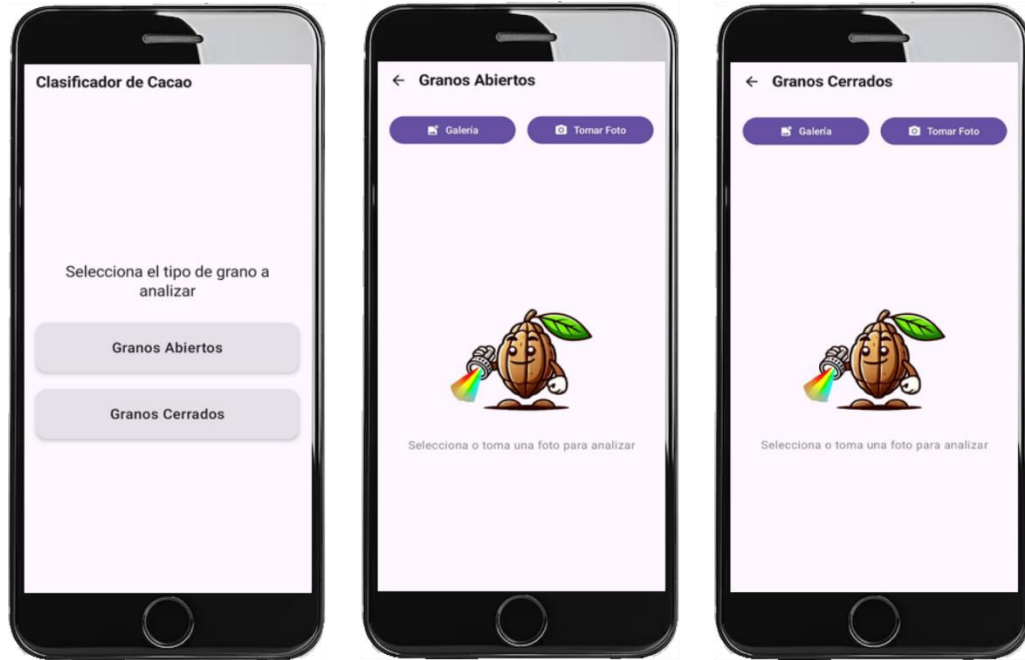 Clasificador de Cacao
Selecciona el tipo de grano a
analizar
Granos Abiertos
Granos Cerrados
Granos Abiertos
Galería
Tomar Foto
Selecciona o toma una foto para analizar
Granos Cerrados
Galería
Tomar Foto
Selecciona o toma una foto para analizar